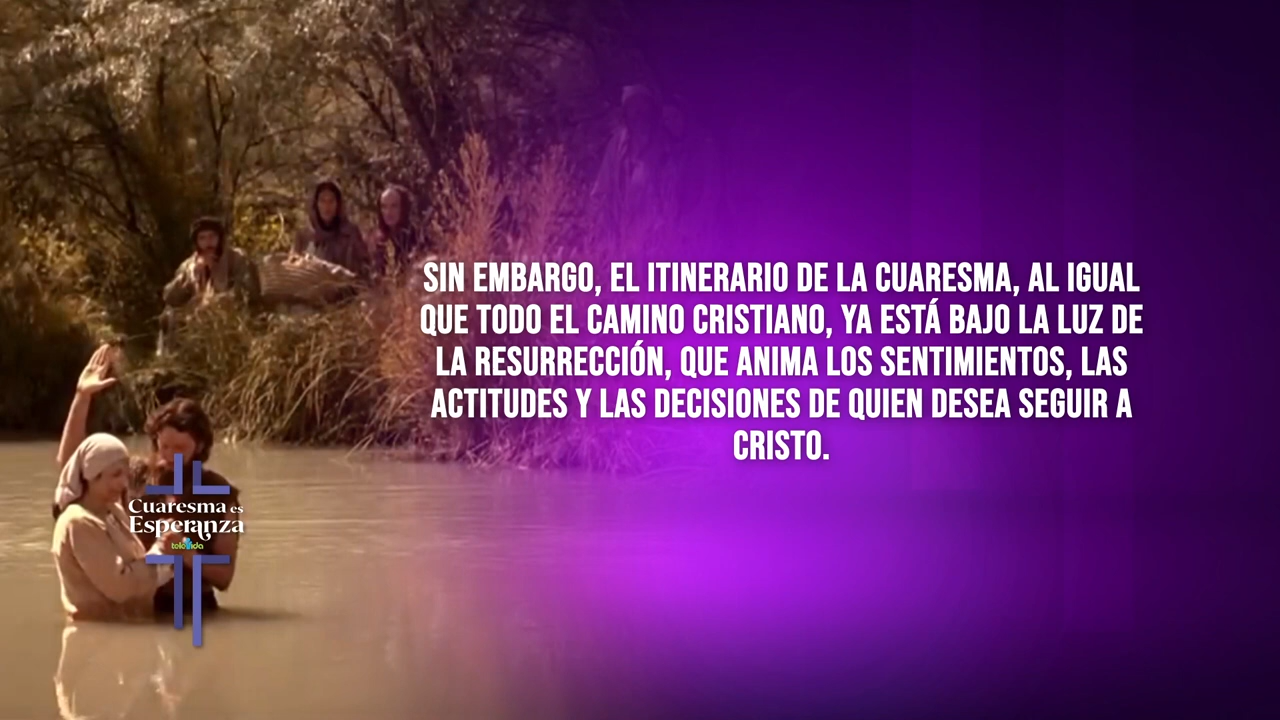 SIN EMBARGO, EL ITINERARIO DE LA CUARESMA, AL IGUAL
QUE TODO EL CAMINO CRISTIANO, YA ESTÁ BAJO LA LUZ DE
LA RESURRECCIÓN, QUE ANIMA LOS SENTIMIENTOS, LAS
ACTITUDES Y LAS DECISIONES DE QUIEN DESEA SEGUIR A
CRISTO.
Cuaresma es
Esperanza
televida